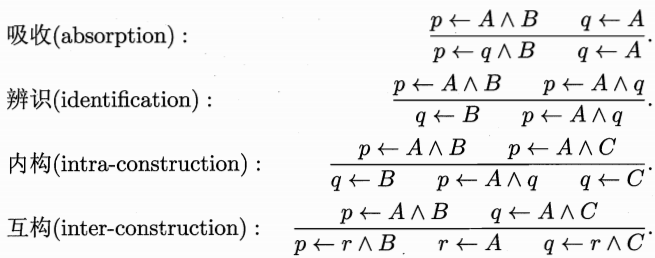 吸收(absorption) : p ← A ∧ B q ← A
p ← q ∧ B q ← A .
辨识(identification) : p ← A ∧ B p ← A ∧ q
q ← B p ← A ∧ q .
内构(intra-construction) : p ← A ∧ B p ← A ∧ C
q ← B p ← A ∧ q q ← C .
互构(inter-construction) : p ← A ∧ B q ← A ∧ C
p ← r ∧ B r ← A q ← r ∧ C .